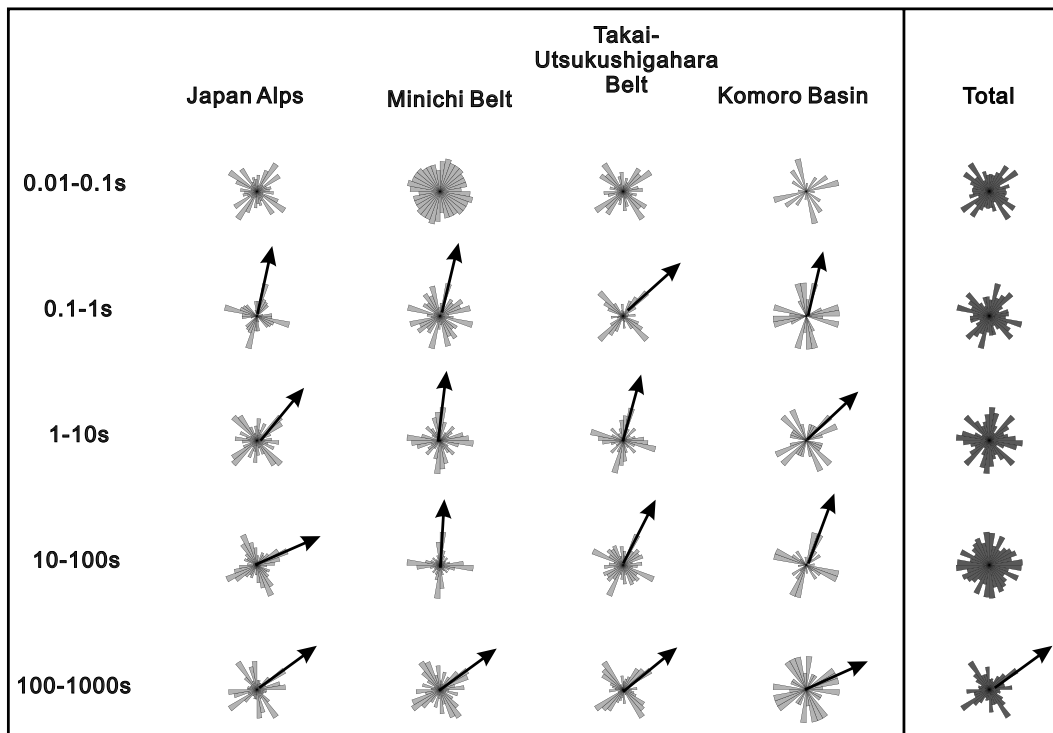 Takai-
Utsukushigahara
Belt
Japan Alps
Minichi Belt
Komoro Basin
Total
0.01-0.1s
0.1-1s
1-10s
10-100s
100-1000s